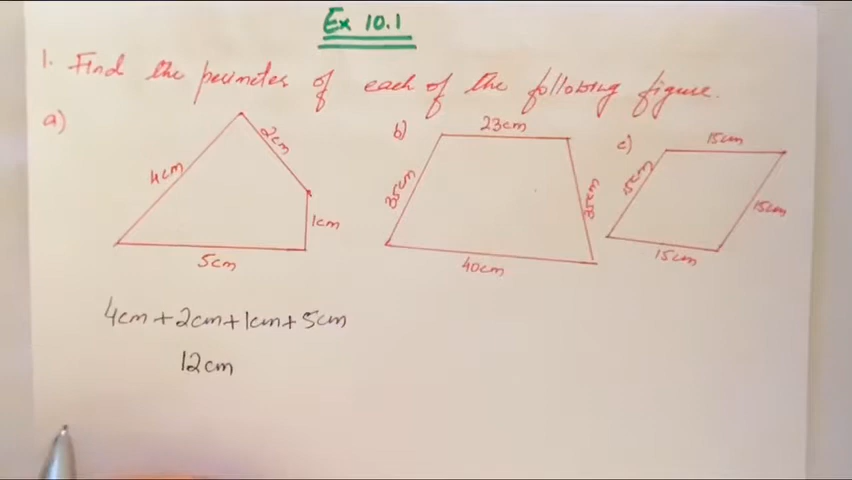 Ex 10.1
1. Find the perimeter of each of the following figure.
a)
4cm
2cm
1cm
5cm
b)
23cm
35cm
35cm
40cm
c)
15cm
15cm
15cm
15cm
4cm+2cm+1cm+5cm
12cm